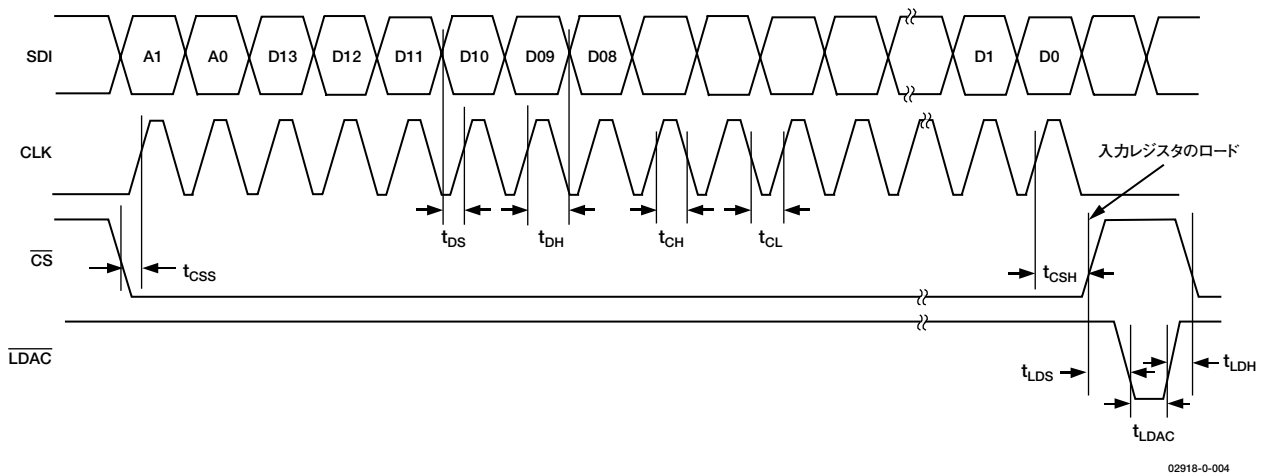 SDI A1 A0 D13 D12 D11 D10 D09 D08 D1 D0
CLK
入力レジスタのロード
tDS tDH tCH tCL
CS tCSS tCSH
LDAC
tLDS tLDH
tLDAC
02918-0-004